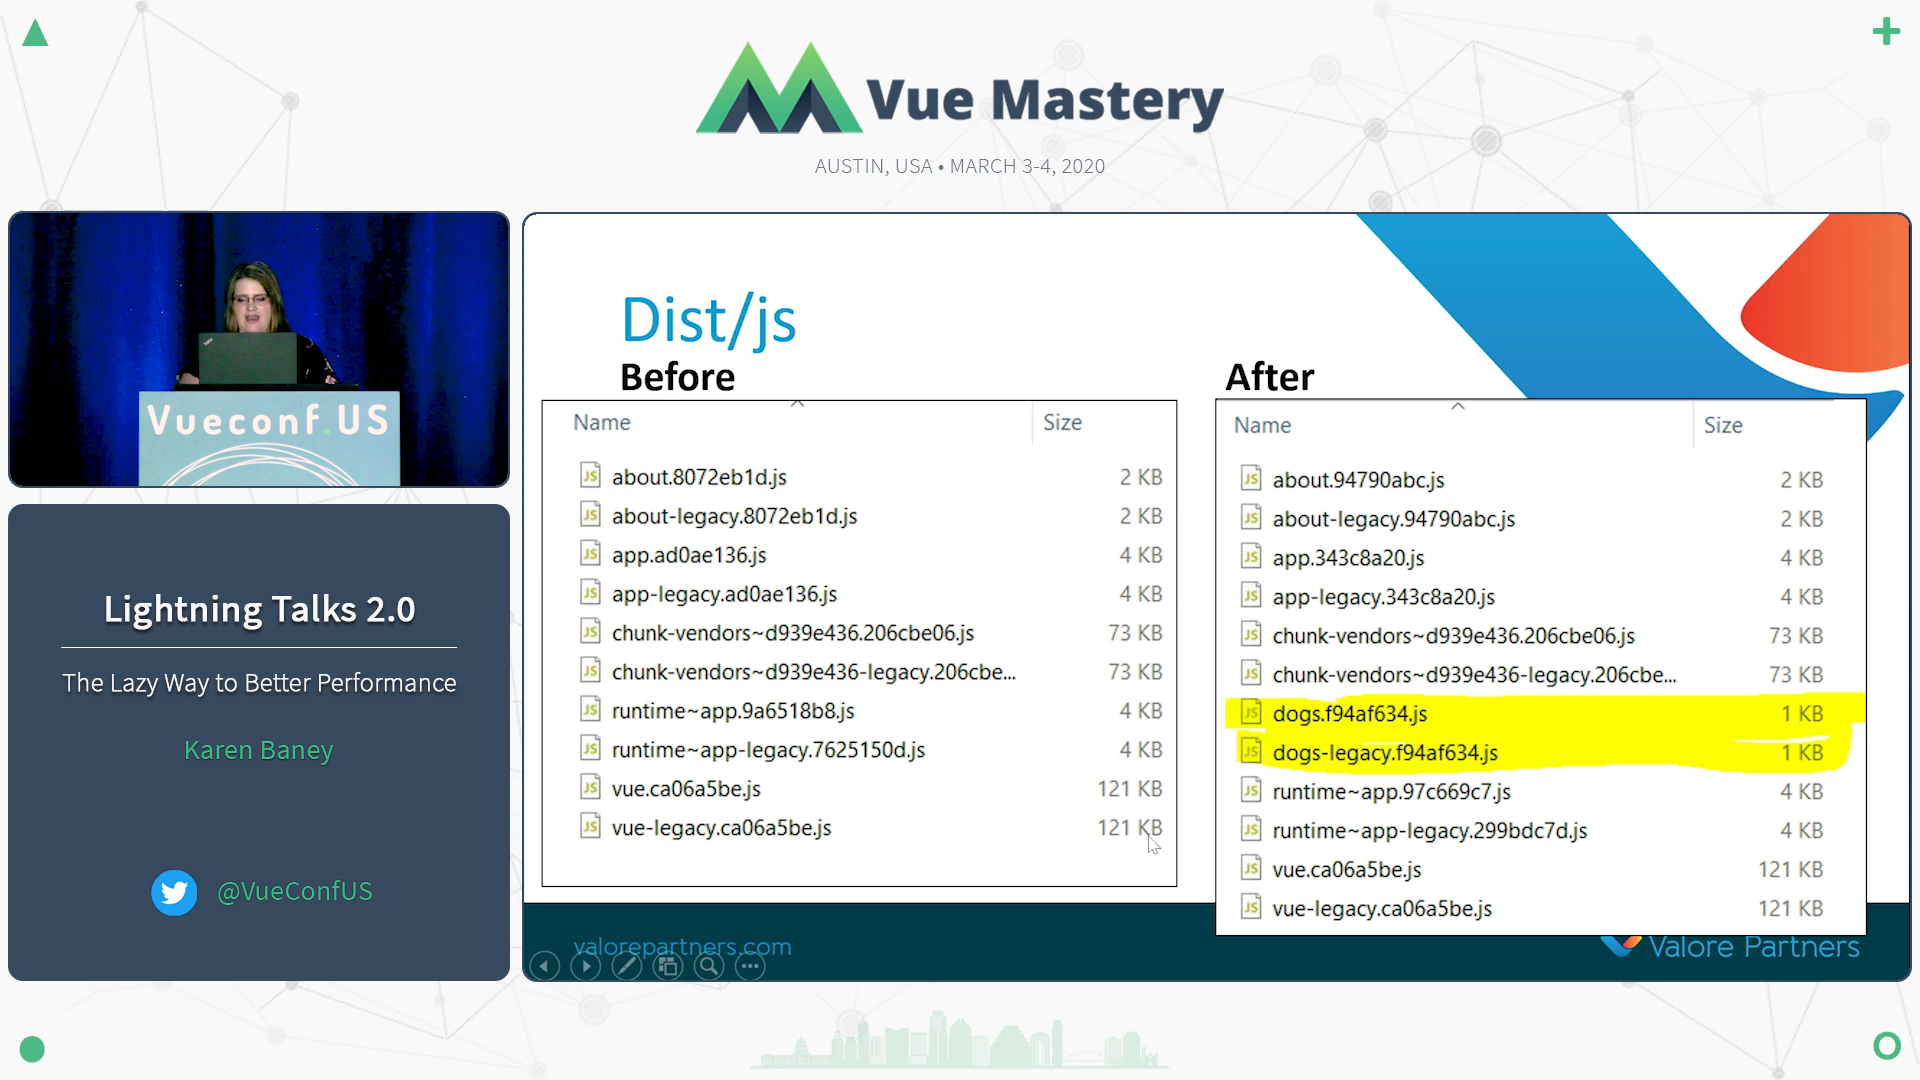 Vue Mastery
AUSTIN, USA • MARCH 3-4, 2020
Vueconf.US
Lightning Talks 2.0
The Lazy Way to Better Performance
Karen Baney
@VueConfUS
Dist/js
Before
Name Size
about.8072eb1d.js 2 KB
about-legacy.8072eb1d.js 2 KB
app.ad0ae136.js 4 KB
app-legacy.ad0ae136.js 4 KB
chunk-vendors~d939e436.206cbe06.js 73 KB
chunk-vendors~d939e436-legacy.206cbe... 73 KB
runtime~app.9a6518b8.js 4 KB
runtime~app-legacy.7625150d.js 4 KB
vue.ca06a5be.js 121 KB
vue-legacy.ca06a5be.js 121 KB
After
Name Size
about.94790abc.js 2 KB
about-legacy.94790abc.js 2 KB
app.343c8a20.js 4 KB
app-legacy.343c8a20.js 4 KB
chunk-vendors~d939e436.206cbe06.js 73 KB
chunk-vendors~d939e436-legacy.206cbe... 73 KB
dogs.f94af634.js 1 KB
dogs-legacy.f94af634.js 1 KB
runtime~app.97c669c7.js 4 KB
runtime~app-legacy.299bdc7d.js 4 KB
vue.ca06a5be.js 121 KB
vue-legacy.ca06a5be.js 121 KB
valorepartners.com
Valore Partners